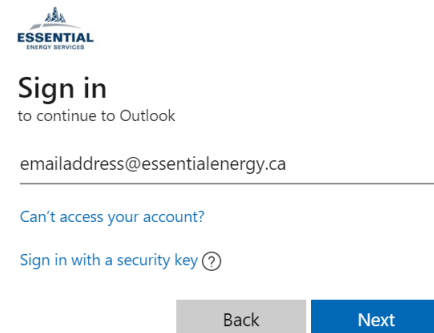 ESSENTIAL
ENERGY SERVICES
Sign in
to continue to Outlook
emailaddress@essentialenergy.ca
Can't access your account?
Sign in with a security key ?
Back Next